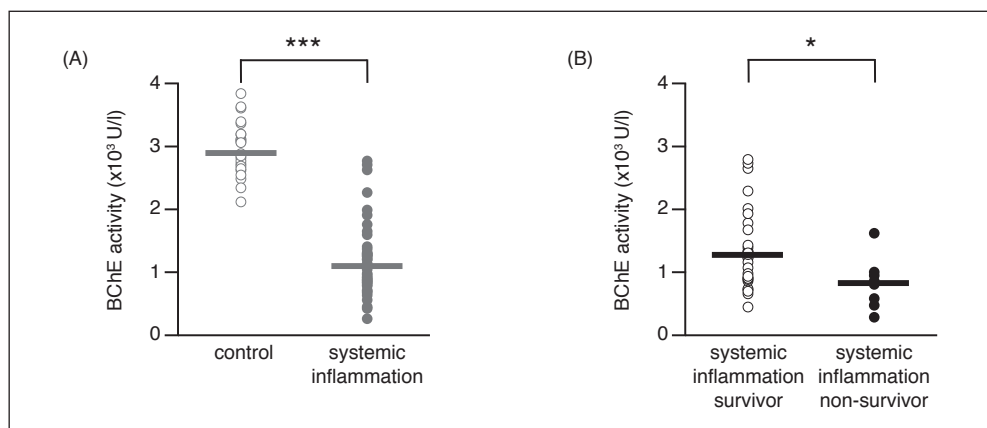 (A)
***
BChE activity (x10³ U/l)
4
3
2
1
0
control
systemic
inflammation
(B)
*
BChE activity (x10³ U/l)
4
3
2
1
0
systemic
inflammation
survivor
systemic
inflammation
non-survivor